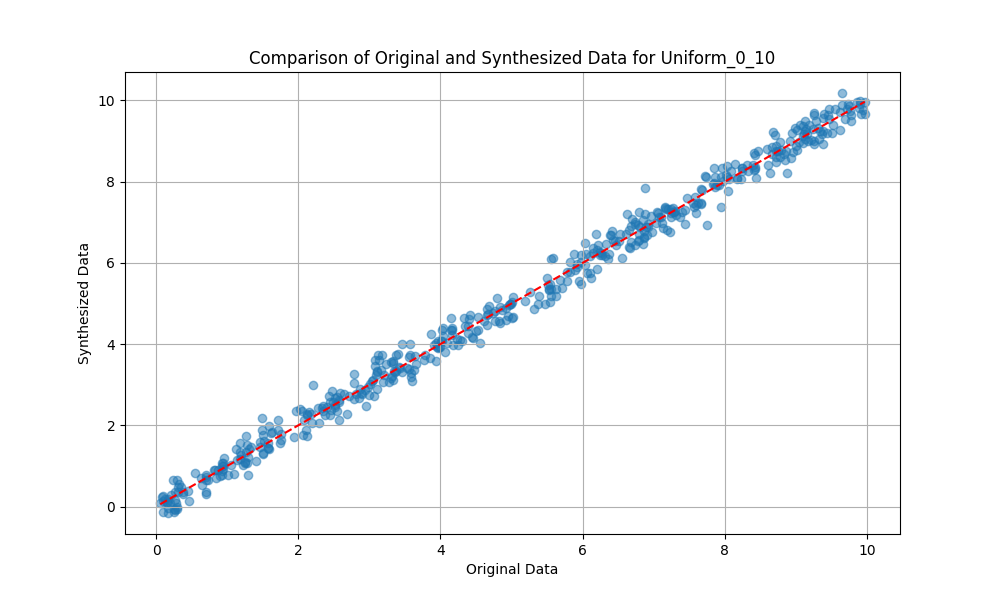 Comparison of Original and Synthesized Data for Uniform_0_10
Synthesized Data
10
8
6
4
2
0
0 2 4 6 8 10
Original Data